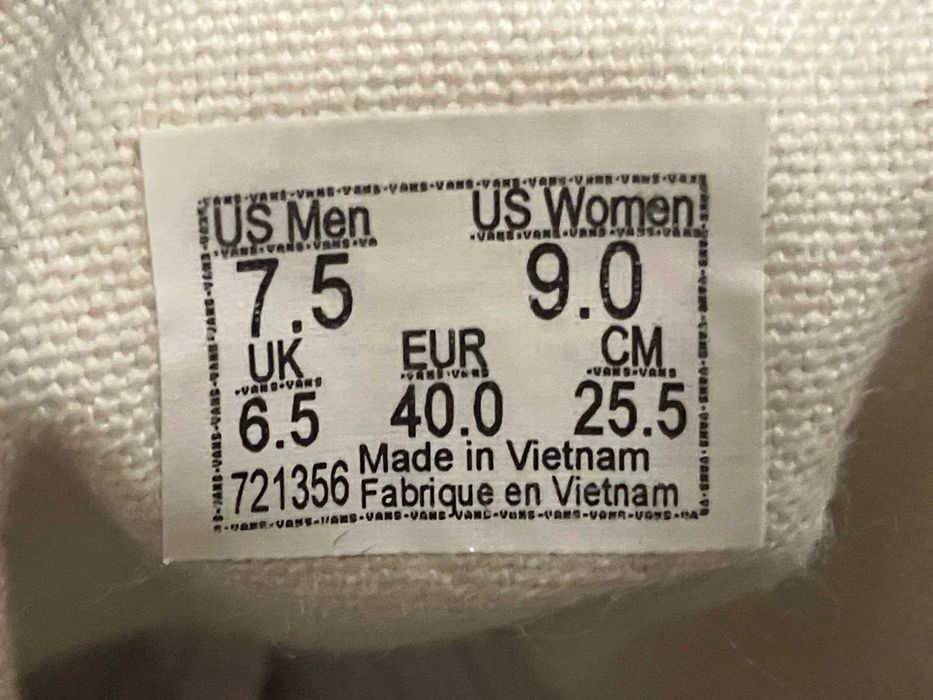 US Men US Women
7.5 9.0
UK EUR CM
6.5 40.0 25.5
Made in Vietnam
721356 Fabrique en Vietnam